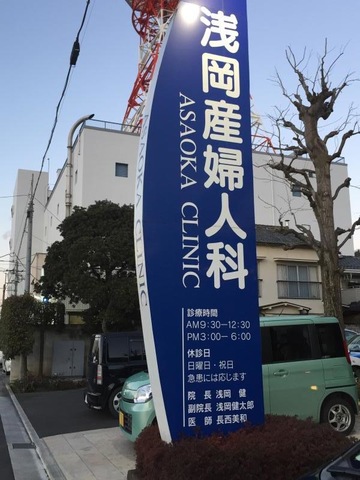 浅岡産婦人科
ASAOKA CLINIC
ASAOKA CLINIC
診療時間
AM9:30-12:30
PM3:00- 6:00
休診日
日曜日・祝日
急患には応じます
院 長 浅岡 健
副院長 浅岡健太郎
医 師 長西美和